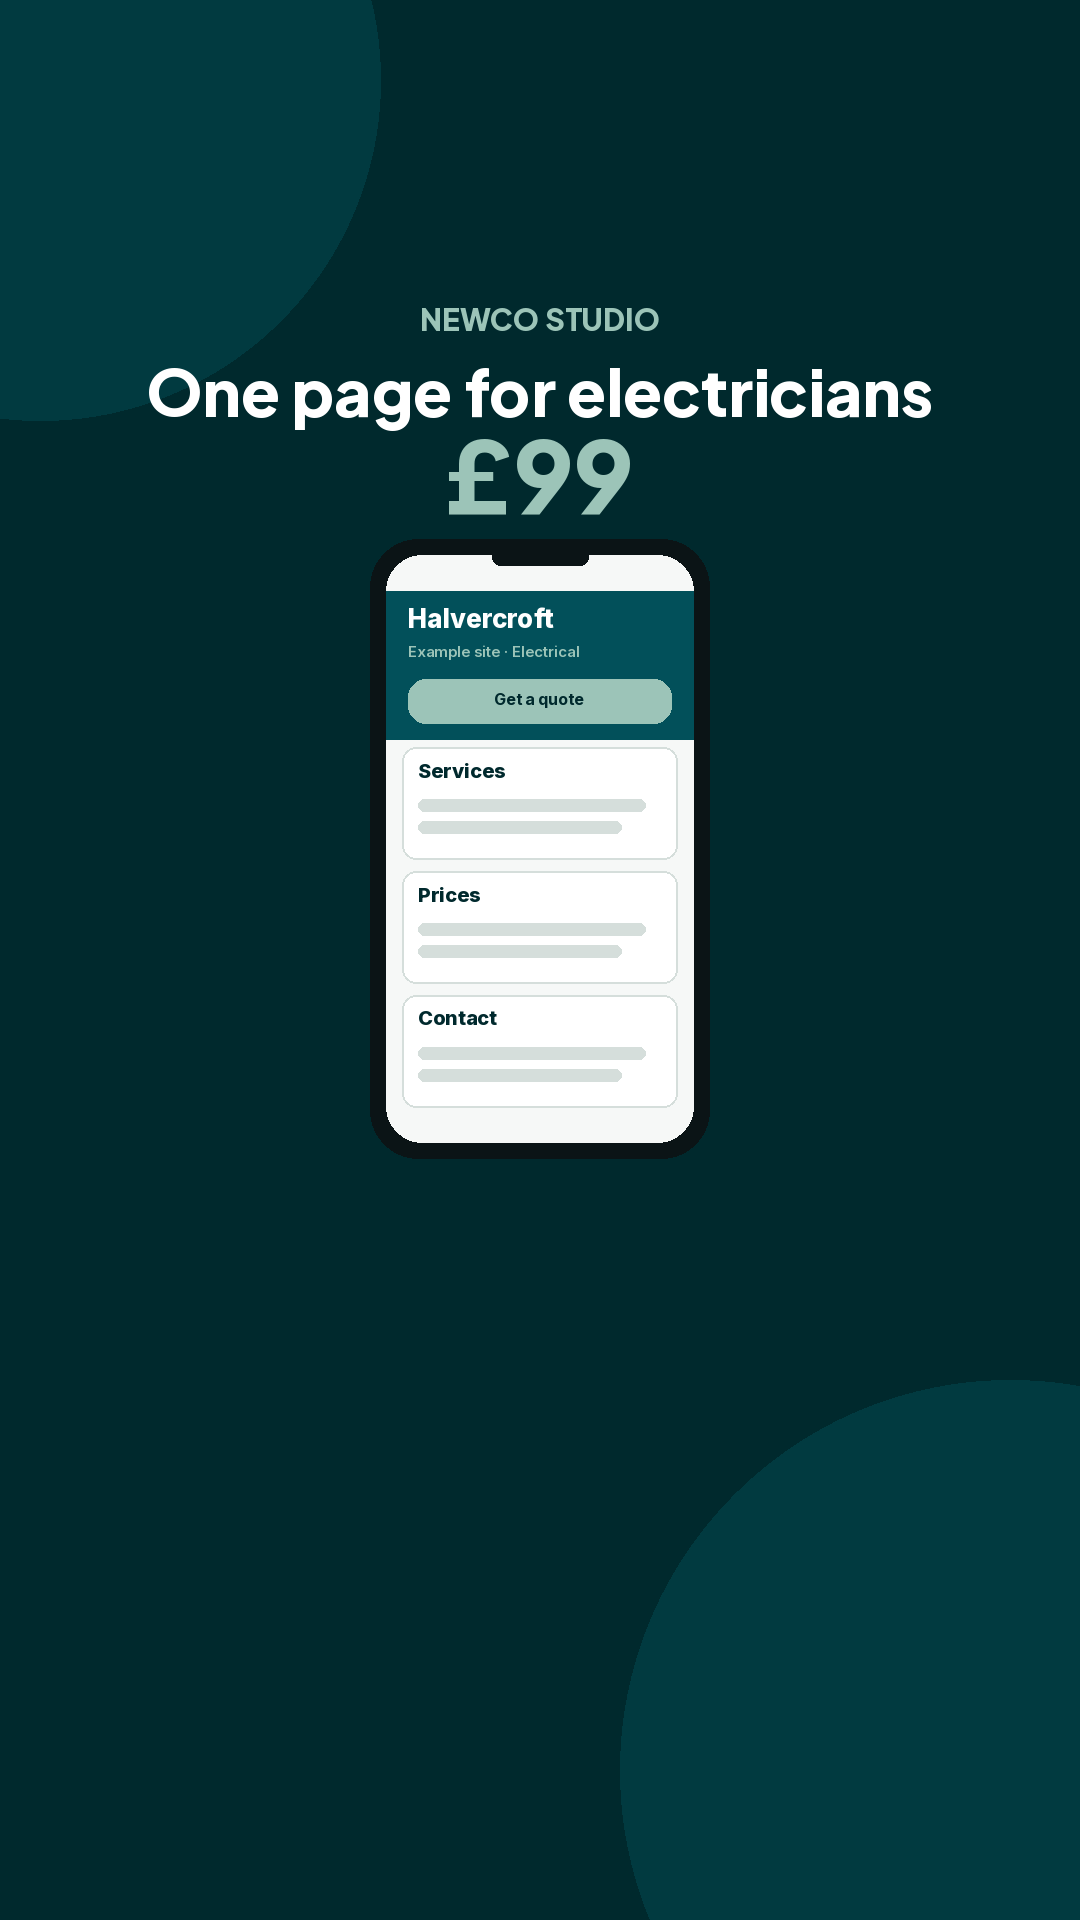 NEWCO STUDIO
One page for electricians
£99
Halvercroft
Example site · Electrical
Get a quote
Services
Prices
Contact